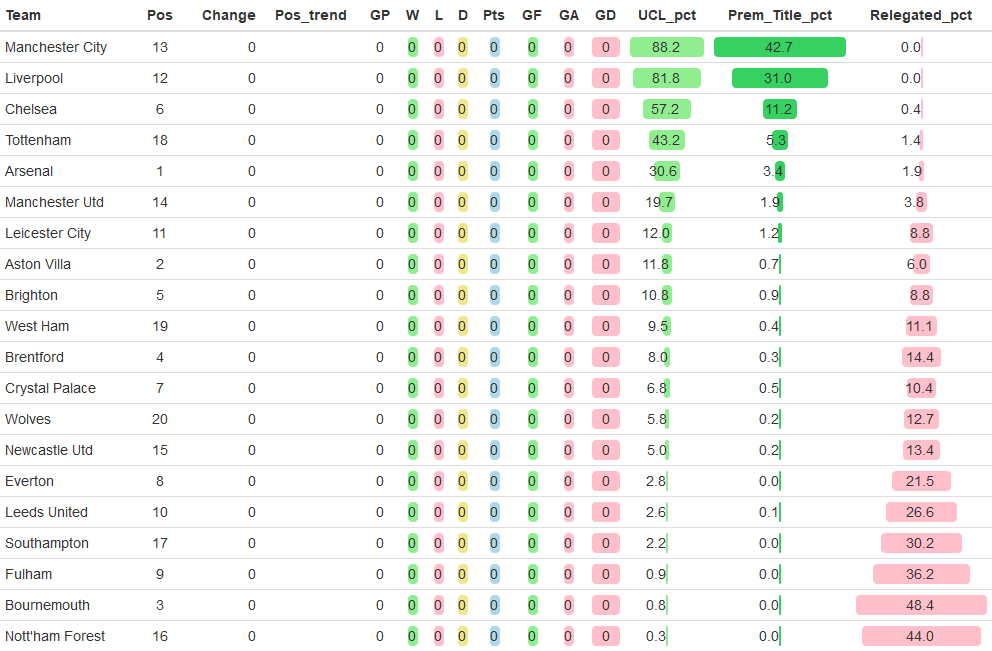 Team Pos Change Pos_trend GP W L D Pts GF GA GD UCL_pct Prem_Title_pct Relegated_pct
Manchester City 13 0 0 0 0 0 0 0 0 0 88.2 42.7 0.0
Liverpool 12 0 0 0 0 0 0 0 0 0 81.8 31.0 0.0
Chelsea 6 0 0 0 0 0 0 0 0 0 57.2 11.2 0.4
Tottenham 18 0 0 0 0 0 0 0 0 0 43.2 5.3 1.4
Arsenal 1 0 0 0 0 0 0 0 0 0 30.6 3.4 1.9
Manchester Utd 14 0 0 0 0 0 0 0 0 0 19.7 1.9 3.8
Leicester City 11 0 0 0 0 0 0 0 0 0 12.0 1.2 8.8
Aston Villa 2 0 0 0 0 0 0 0 0 0 11.8 0.7 6.0
Brighton 5 0 0 0 0 0 0 0 0 0 10.8 0.9 8.8
West Ham 19 0 0 0 0 0 0 0 0 0 9.5 0.4 11.1
Brentford 4 0 0 0 0 0 0 0 0 0 8.0 0.3 14.4
Crystal Palace 7 0 0 0 0 0 0 0 0 0 6.8 0.5 10.4
Wolves 20 0 0 0 0 0 0 0 0 0 5.8 0.2 12.7
Newcastle Utd 15 0 0 0 0 0 0 0 0 0 5.0 0.2 13.4
Everton 8 0 0 0 0 0 0 0 0 0 2.8 0.0 21.5
Leeds United 10 0 0 0 0 0 0 0 0 0 2.6 0.1 26.6
Southampton 17 0 0 0 0 0 0 0 0 0 2.2 0.0 30.2
Fulham 9 0 0 0 0 0 0 0 0 0 0.9 0.0 36.2
Bournemouth 3 0 0 0 0 0 0 0 0 0 0.8 0.0 48.4
Nott'ham Forest 16 0 0 0 0 0 0 0 0 0 0.3 0.0 44.0